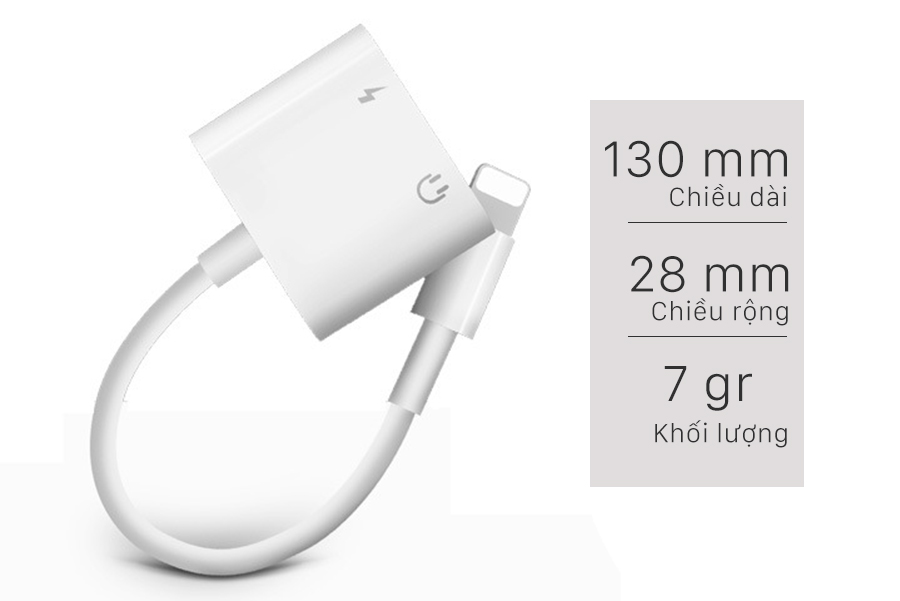 130 mm
Chiều dài
28 mm
Chiều rộng
7 gr
Khối lượng